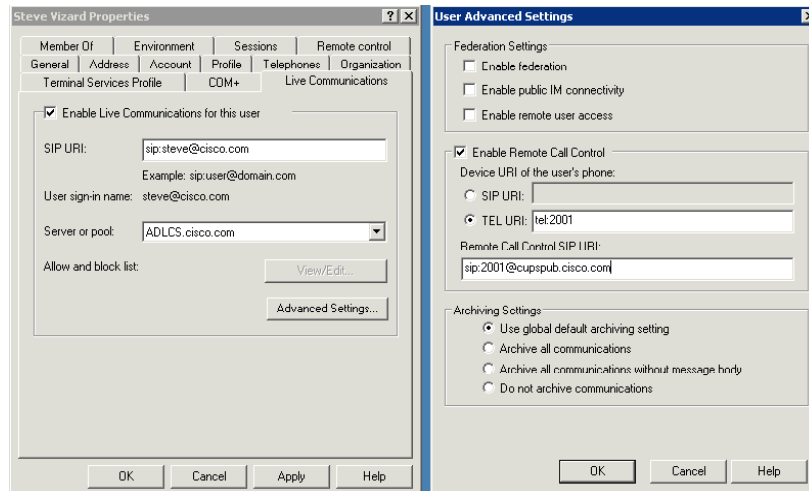 Steve Vizard Properties
Member Of
Environment
Sessions
Remote control
General
Address
Account
Profile
Telephones
Organization
Terminal Services Profile
COM+
Live Communications
Enable Live Communications for this user
SIP URI:
sip:steve@cisco.com
Example: sip:user@domain.com
User sign-in name:
steve@cisco.com
Server or pool:
ADLCS.cisco.com
Allow and block list:
View/Edit...
Advanced Settings...
OK
Cancel
Apply
Help
User Advanced Settings
Federation Settings
Enable federation
Enable public IM connectivity
Enable remote user access
Enable Remote Call Control
Device URI of the user's phone:
SIP URI:
TEL URI:
tel:2001
Remote Call Control SIP URI:
sip:2001@cupspub.cisco.com
Archiving Settings
Use global default archiving setting
Archive all communications
Archive all communications without message body
Do not archive communications
OK
Cancel
Help